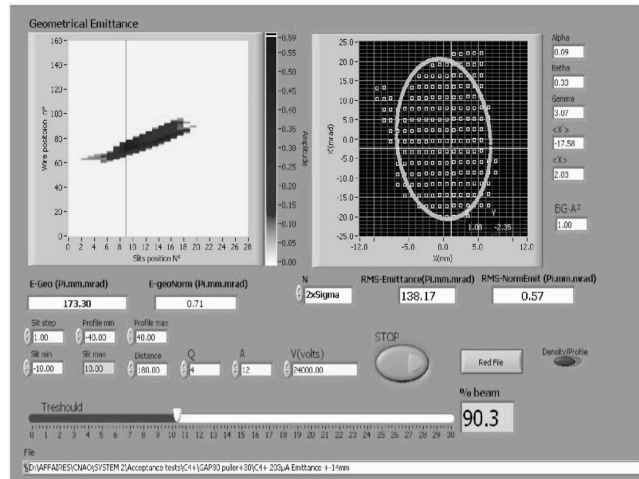 Geometrical Emittance
160-
140-
120-
100-
80-
60-
40-
20-
0-
Wire position n°
0 2 4 6 8 10 12 14 16 18 20 22 24 26 28
Slits position N°
-0.59
-0.50
-0.45
-0.40
-0.35
-0.30
-0.25
-0.20
-0.15
-0.10
-0.05
-0.00
Amplitude
25.0-
20.0-
15.0-
10.0-
5.0-
0.0-
-5.0-
-10.0-
-15.0-
-20.0-
-25.0-
X'(mrad)
Y
1.08 -2.35
-12.0 -5.0 0.0 5.0 12.0
X(mm)
Alpha
0.09
Betha
0.33
Gamma
3.07
<X'>
-17.58
<X>
2.03
BG-A²
1.00
E-Geo (Pi.mm.mrad)
173.30
E-geoNorm (Pi.mm.mrad)
0.71
N
2xSigma
RMS-Emittance(Pi.mm.mrad)
138.17
RMS-NormEmit (Pi.mm.mrad)
0.57
Slit step
1.00
Profile min
-40.00
Profile max
40.00
Slit min
-10.00
Slit max
10.00
Distance
180.00
Q
4
A
12
V(volts)
24000.00
STOP
Red File
Density/Profile
Treshould
0 1 2 3 4 5 6 7 8 9 10 11 12 13 14 15 16 17 18 19 20 21 22 23 24 25 26 27 28 29 30
% beam
90.3
File
D:\AFFAIRES\CNAO\SYSTEM 2\Acceptance tests\C4+\GAP30 puler+30\C4+ 203µA Emittance +-14mm